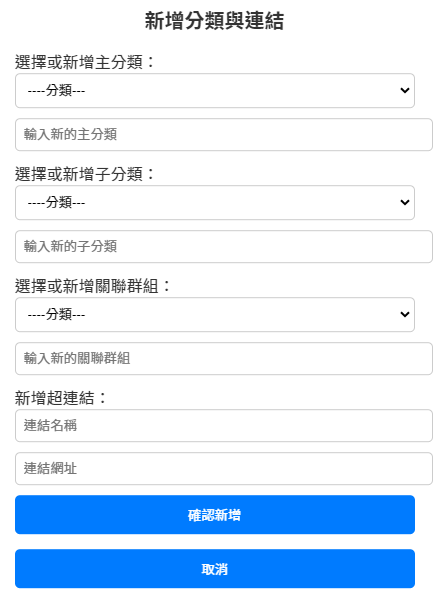 新增分類與連結
選擇或新增主分類：
----分類---
輸入新的主分類
選擇或新增子分類：
----分類---
輸入新的子分類
選擇或新增關聯群組：
----分類---
輸入新的關聯群組
新增超連結：
連結名稱
連結網址
確認新增
取消